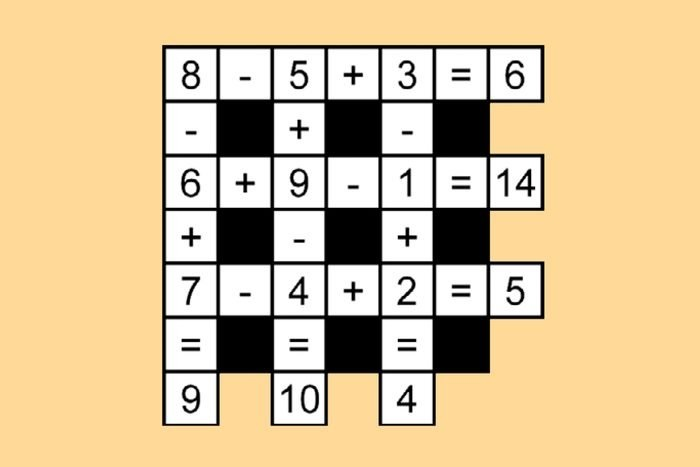 8 - 5 + 3 = 6
- + -
6 + 9 - 1 = 14
+ - +
7 - 4 + 2 = 5
= = =
9 10 4